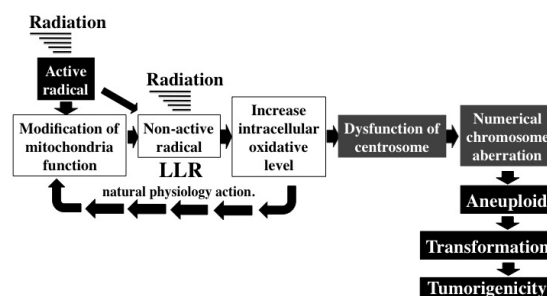 Radiation
Active
radical
Radiation
Modification of
mitochondria
function
Non-active
radical
LLR
Increase
intracellular
oxidative
level
natural physiology action.
Dysfunction of
centrosome
Numerical
chromosome
aberration
Aneuploid
Transformation
Tumorigenicity